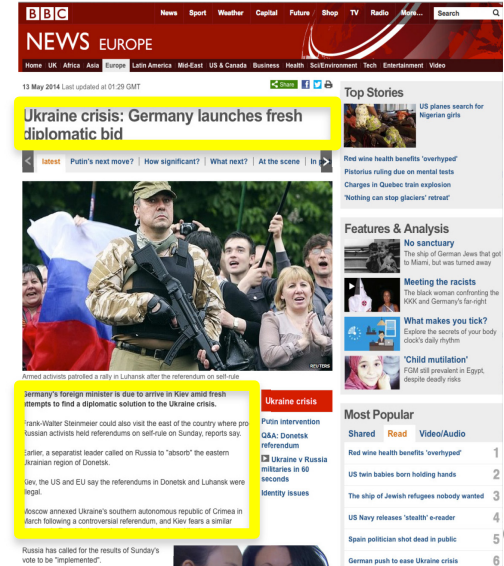 BBC
News Sport Weather Capital Future Shop TV Radio More... Search
NEWS EUROPE
Home UK Africa Asia Europe Latin America Mid-East US & Canada Business Health Sci/Environment Tech Entertainment Video
13 May 2014 Last updated at 01:29 GMT
Share
Ukraine crisis: Germany launches fresh
diplomatic bid
latest Putin's next move? How significant? What next? At the scene In
REUTERS
Armed activists patrolled a rally in Luhansk after the referendum on self-rule
Germany's foreign minister is due to arrive in Kiev amid fresh
attempts to find a diplomatic solution to the Ukraine crisis.
Frank-Walter Steinmeier could also visit the east of the country where pro
Russian activists held referendums on self-rule on Sunday, reports say.
Earlier, a separatist leader called on Russia to "absorb" the eastern
Ukrainian region of Donetsk.
Kiev, the US and EU say the referendums in Donetsk and Luhansk were
illegal.
Moscow annexed Ukraine's southern autonomous republic of Crimea in
March following a controversial referendum, and Kiev fears a similar
Russia has called for the results of Sunday's
vote to be "implemented".
Ukraine crisis
Putin intervention
Q&A: Donetsk
referendum
Ukraine v Russia
militaries in 60
seconds
Identity issues
Top Stories
US planes search for
Nigerian girls
Red wine health benefits 'overhyped'
Pistorius ruling due on mental tests
Charges in Quebec train explosion
'Nothing can stop glaciers' retreat'
Features & Analysis
No sanctuary
The ship of German Jews that got
to Miami, but was turned away
Meeting the racists
The black woman confronting the
KKK and Germany's far-right
What makes you tick?
Explore the secrets of your body
clock's daily rhythm
'Child mutilation'
FGM still prevalent in Egypt,
despite deadly risks
Most Popular
Shared Read Video/Audio
Red wine health benefits 'overhyped' 1
US twin babies born holding hands 2
The ship of Jewish refugees nobody wanted 3
US Navy releases 'stealth' e-reader 4
Spain politician shot dead in public 5
German push to ease Ukraine crisis 6